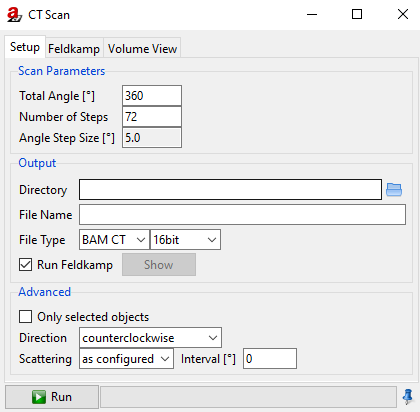 CT Scan
Setup Feldkamp Volume View
Scan Parameters
Total Angle [°] 360
Number of Steps 72
Angle Step Size [°] 5.0
Output
Directory
File Name
File Type BAM CT 16bit
Run Feldkamp Show
Advanced
Only selected objects
Direction counterclockwise
Scattering as configured Interval [°] 0
Run